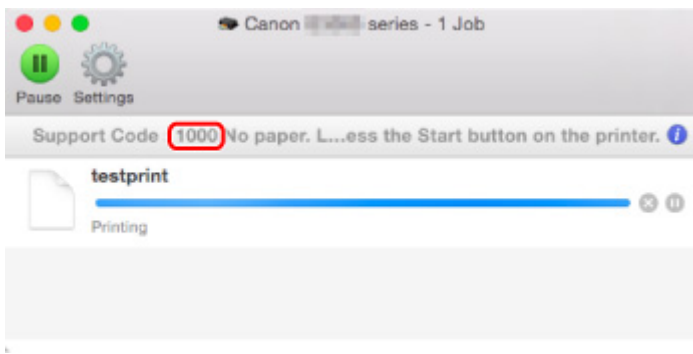 Canon series - 1 Job
Pause Settings
Support Code 1000 No paper. L...ess the Start button on the printer.
testprint
Printing